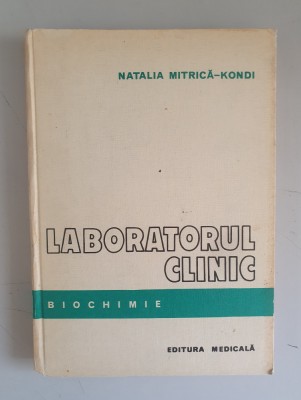 NATALIA MITRICĂ–KONDI
LABORATORUL
CLINIC
BIOCHIMIE
EDITURA MEDICALĂ